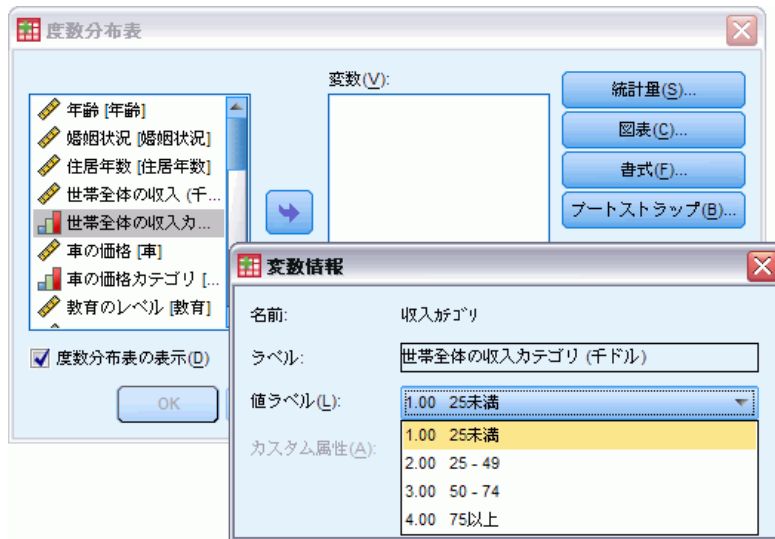 度数分布表
変数(V):
年齢 [年齢]
婚姻状況 [婚姻状況]
住居年数 [住居年数]
世帯全体の収入 (千...
世帯全体の収入カ...
車の価格 [車]
車の価格カテゴリ [...
教育のレベル [教育]
統計量(S)...
図表(C)...
書式(F)...
ブートストラップ(B)...
度数分布表の表示(D)
OK
変数情報
名前: 収入ｶﾃｺﾞﾘ
ラベル: 世帯全体の収入カテゴリ (千ドル)
値ラベル(L): 1.00 25未満
カスタム属性(A):
1.00 25未満
2.00 25 - 49
3.00 50 - 74
4.00 75以上